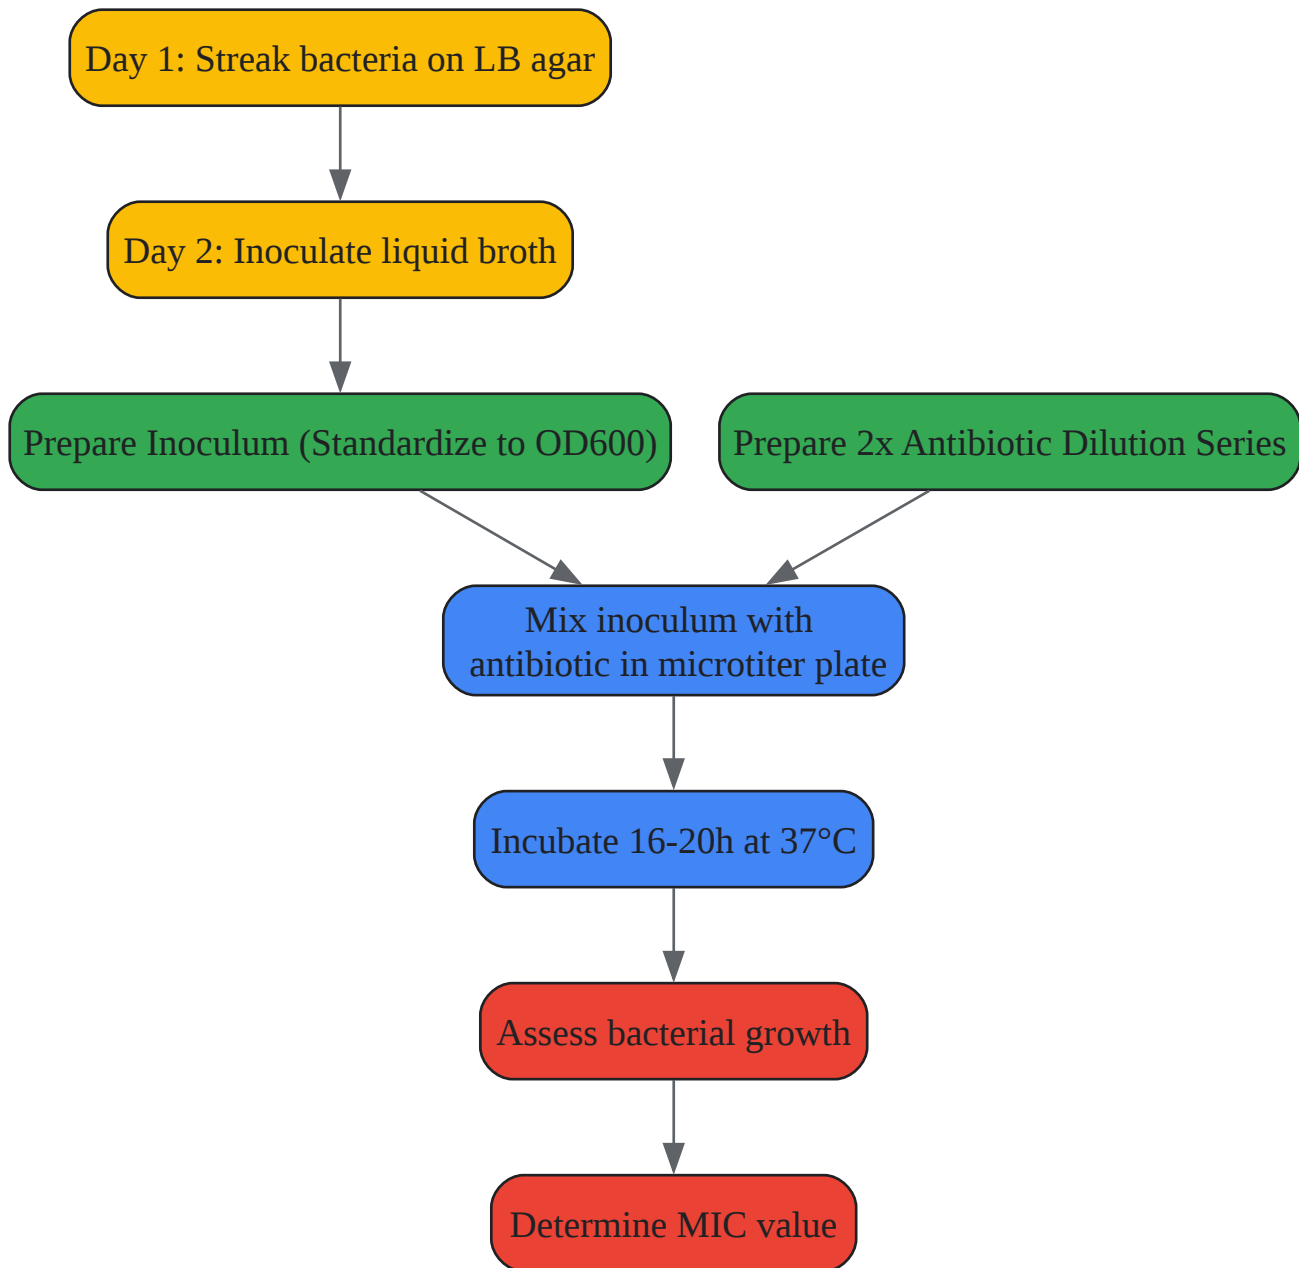 Day 1: Streak bacteria on LB agar
Day 2: Inoculate liquid broth
Prepare Inoculum (Standardize to OD600)
Prepare 2x Antibiotic Dilution Series
Mix inoculum with
antibiotic in microtiter plate
Incubate 16-20h at 37°C
Assess bacterial growth
Determine MIC value